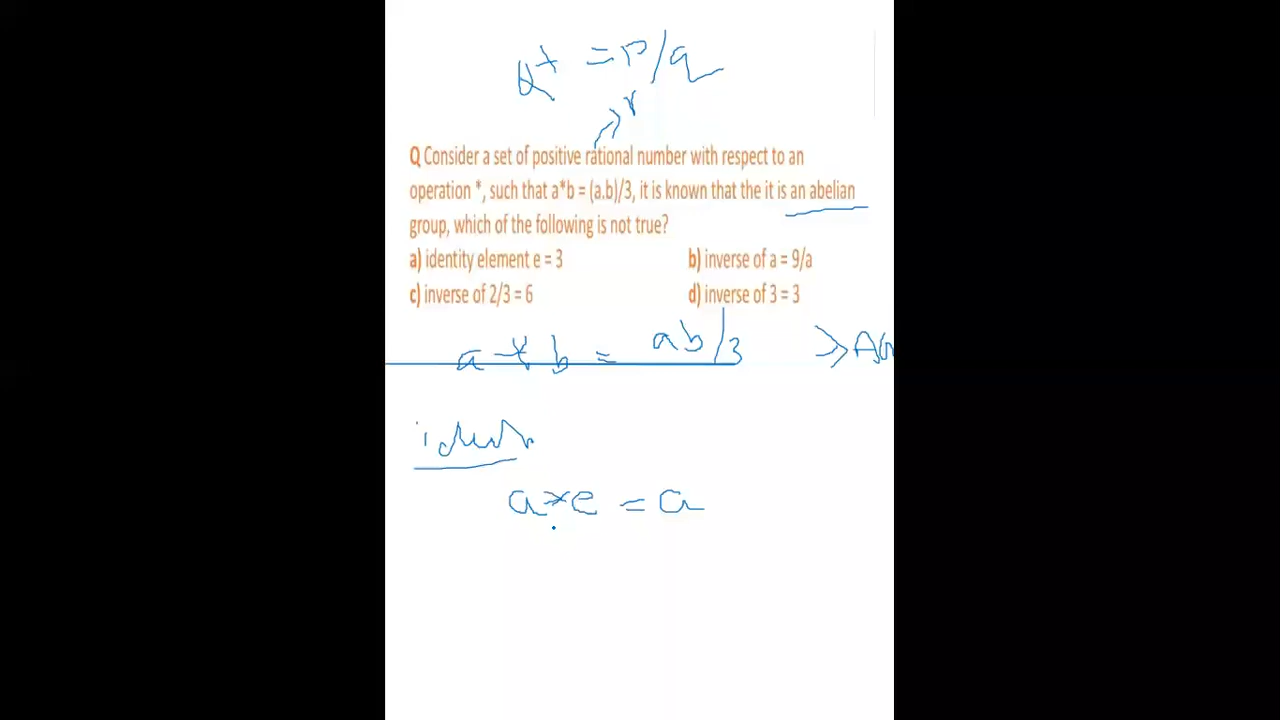 Q+ = P/q
r
Q Consider a set of positive rational number with respect to an
operation *, such that a*b = (a.b)/3, it is known that the it is an abelian
group, which of the following is not true?
a) identity element e = 3 b) inverse of a = 9/a
c) inverse of 2/3 = 6 d) inverse of 3 = 3
a * b = ab/3
a*e = a